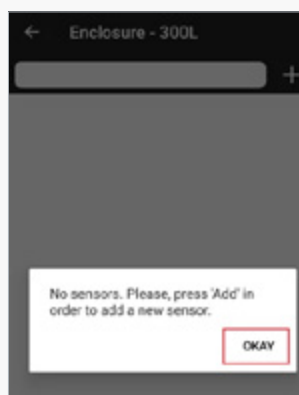 Enclosure - 300L
No sensors. Please, press 'Add' in
order to add a new sensor.
OKAY